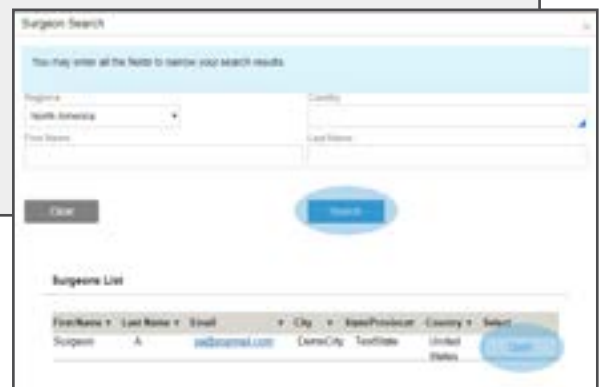 Surgeon Search
You may enter all the fields to narrow your search results.
Regions Country
North America
First Name Last Name
Clear Search
Surgeons List
First Name Last Name Email City State/Province Country Select
Surgeon A DemoCity TestState United
States